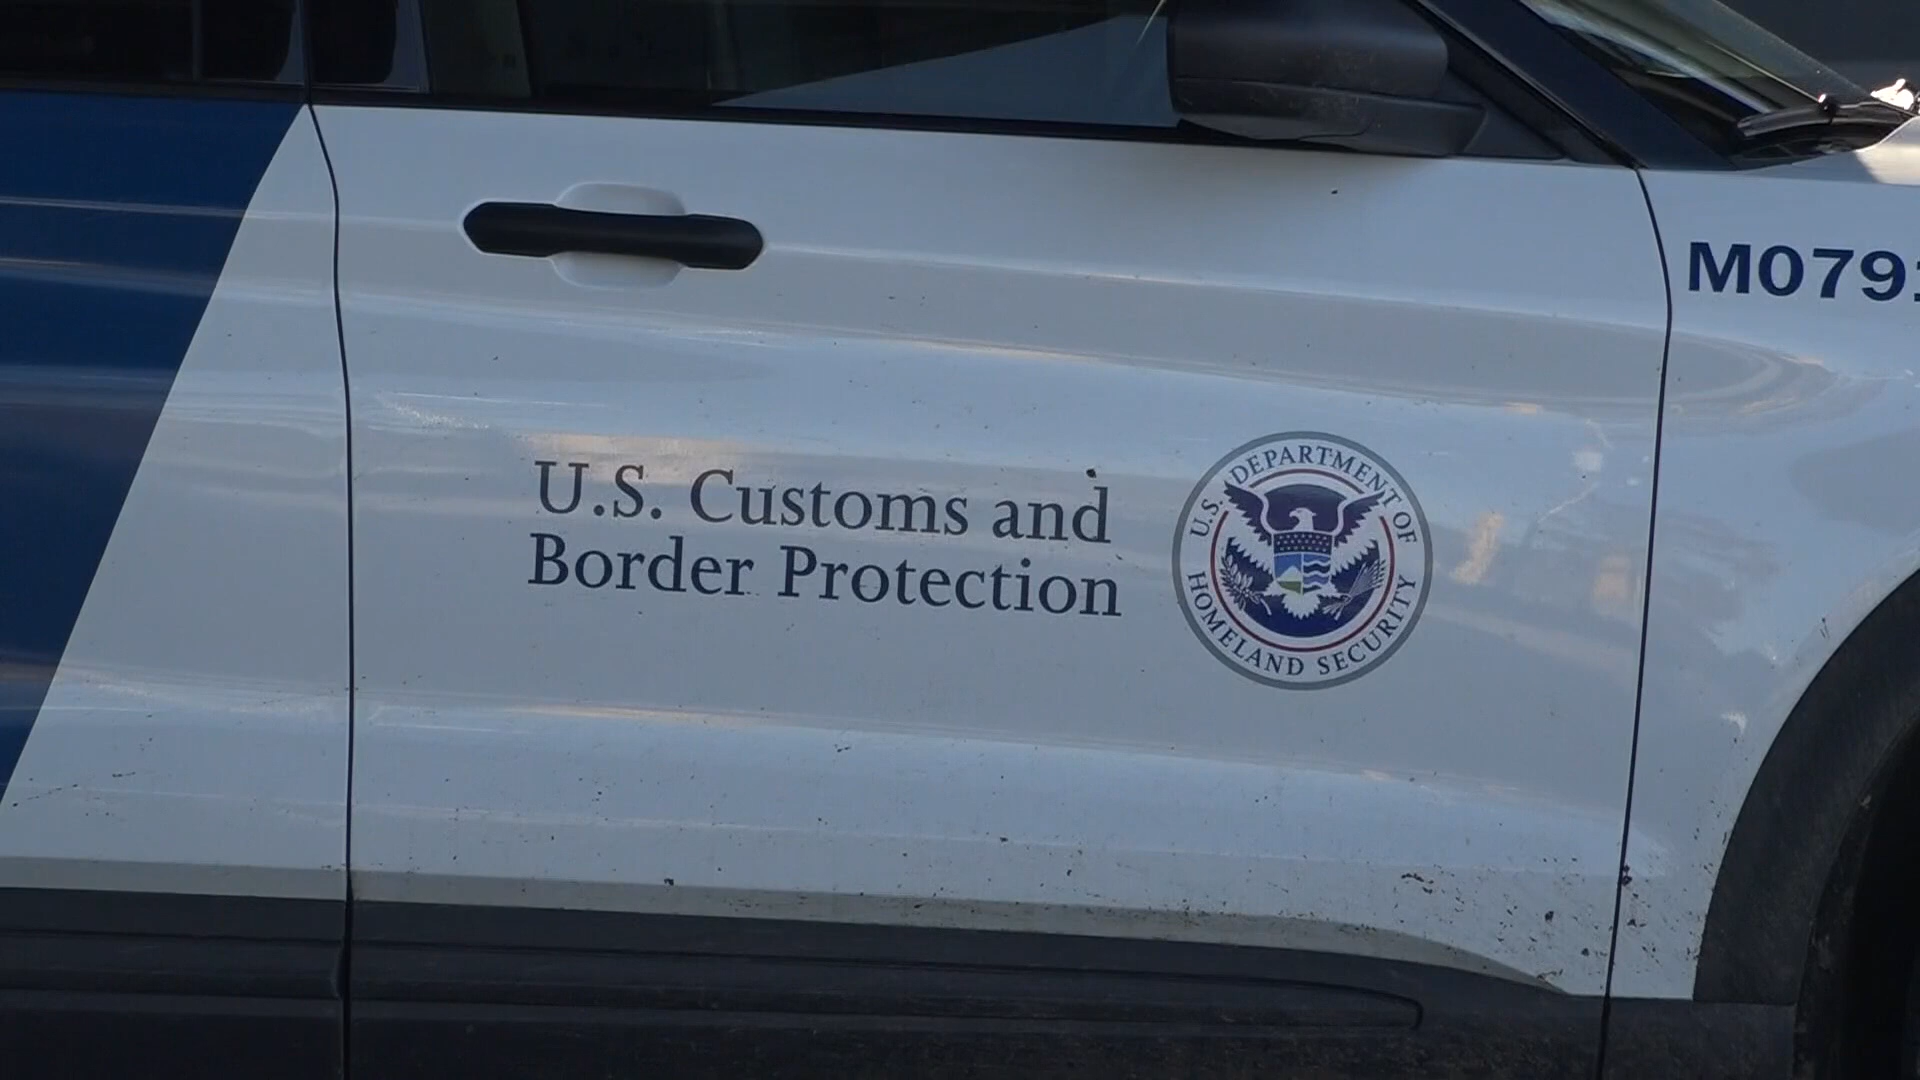 U.S. Customs and
Border Protection
U.S. DEPARTMENT OF
HOMELAND SECURITY
M079